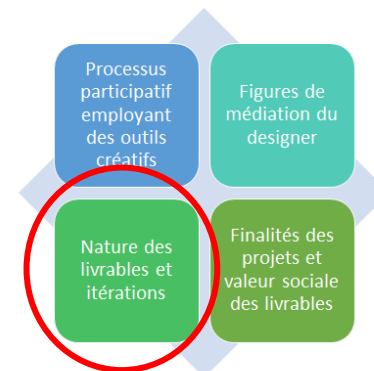 Processus
participatif
employant
des outils
créatifs
Figures de
médiation du
designer
Nature des
livrables et
itérations
Finalités des
projets et
valeur sociale
des livrables